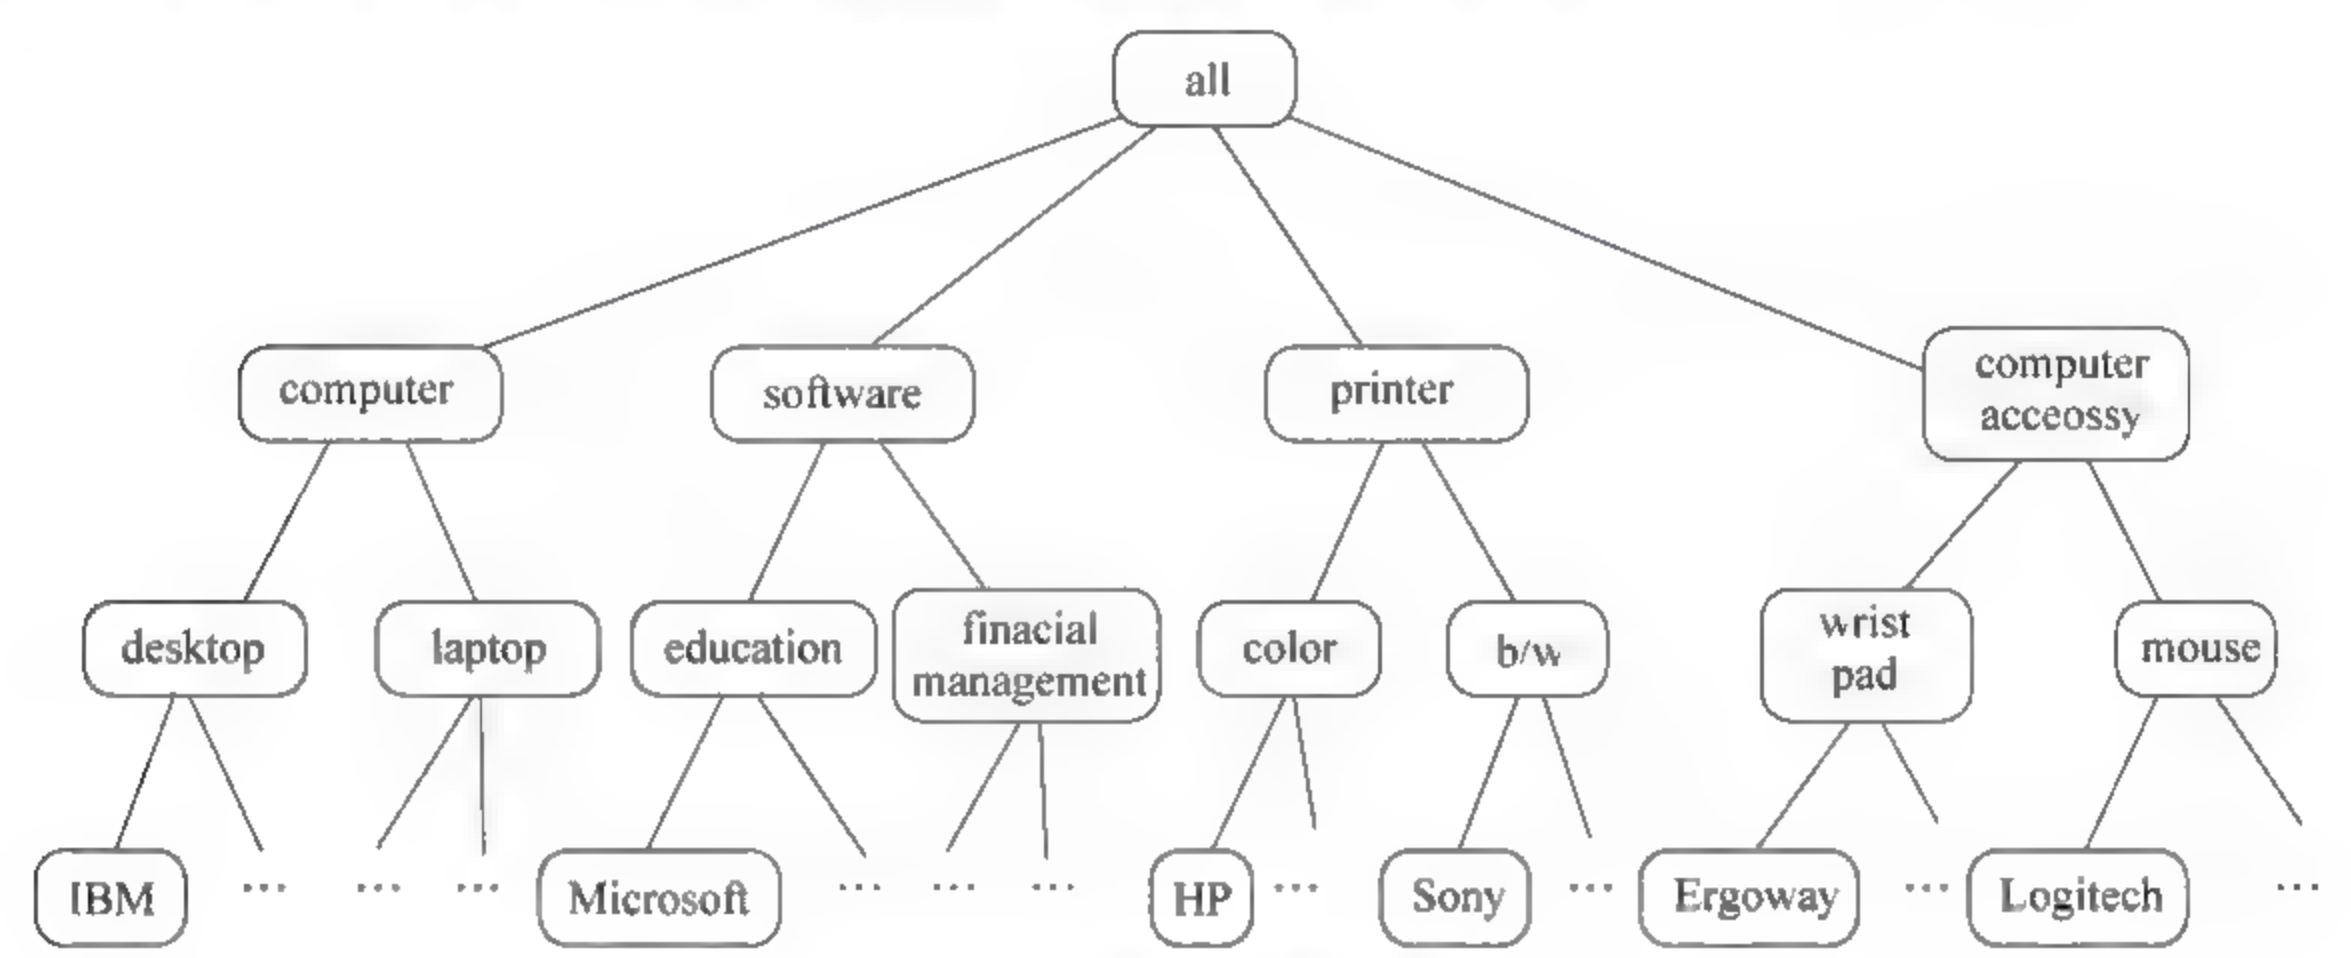 all
computer
software
printer
computer
acceossy
desktop
laptop
education
finacial
management
color
b/w
wrist
pad
mouse
IBM
...
...
...
Microsoft
...
...
...
HP
...
Sony
...
Ergoway
...
Logitech
...